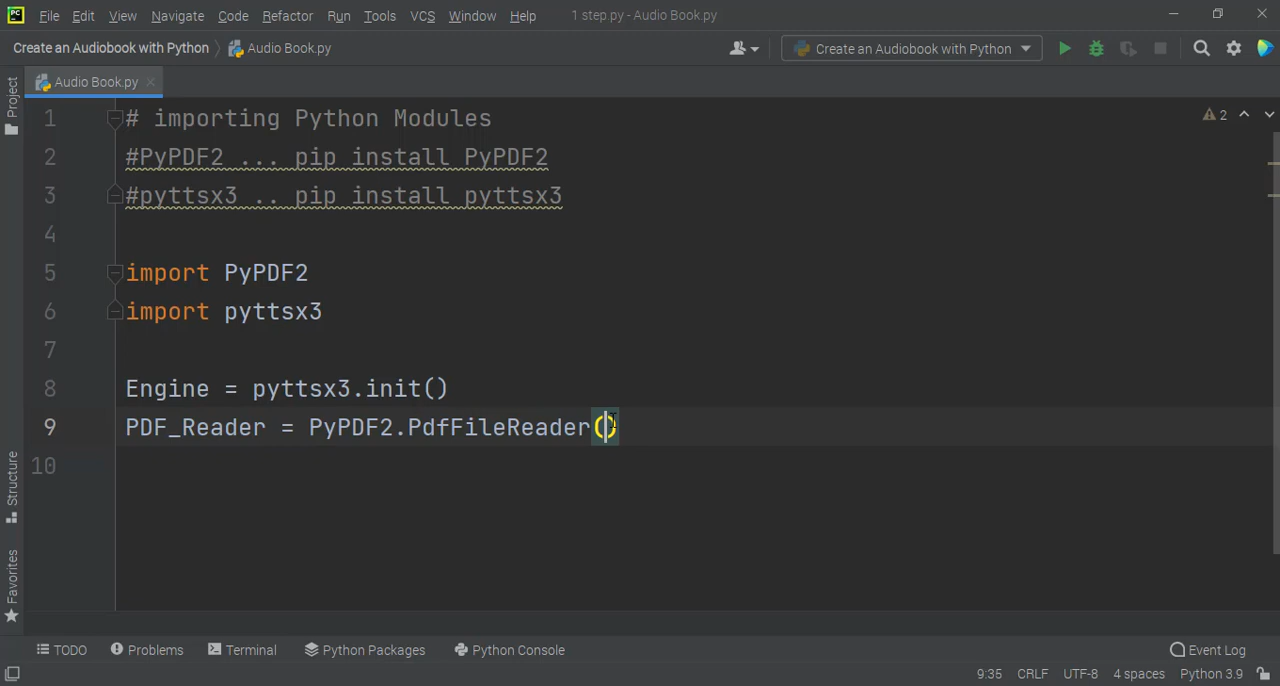 File Edit View Navigate Code Refactor Run Tools VCS Window Help 1 step.py - Audio Book.py
Create an Audiobook with Python Audio Book.py Create an Audiobook with Python
Audio Book.py
Project
1 # importing Python Modules
2 #PyPDF2 ... pip install PyPDF2
3 #pyttsx3 .. pip install pyttsx3
4
5 import PyPDF2
6 import pyttsx3
7
8 Engine = pyttsx3.init()
9 PDF_Reader = PyPDF2.PdfFileReader()
10
2
Structure
Favorites
TODO Problems Terminal Python Packages Python Console Event Log
9:35 CRLF UTF-8 4 spaces Python 3.9